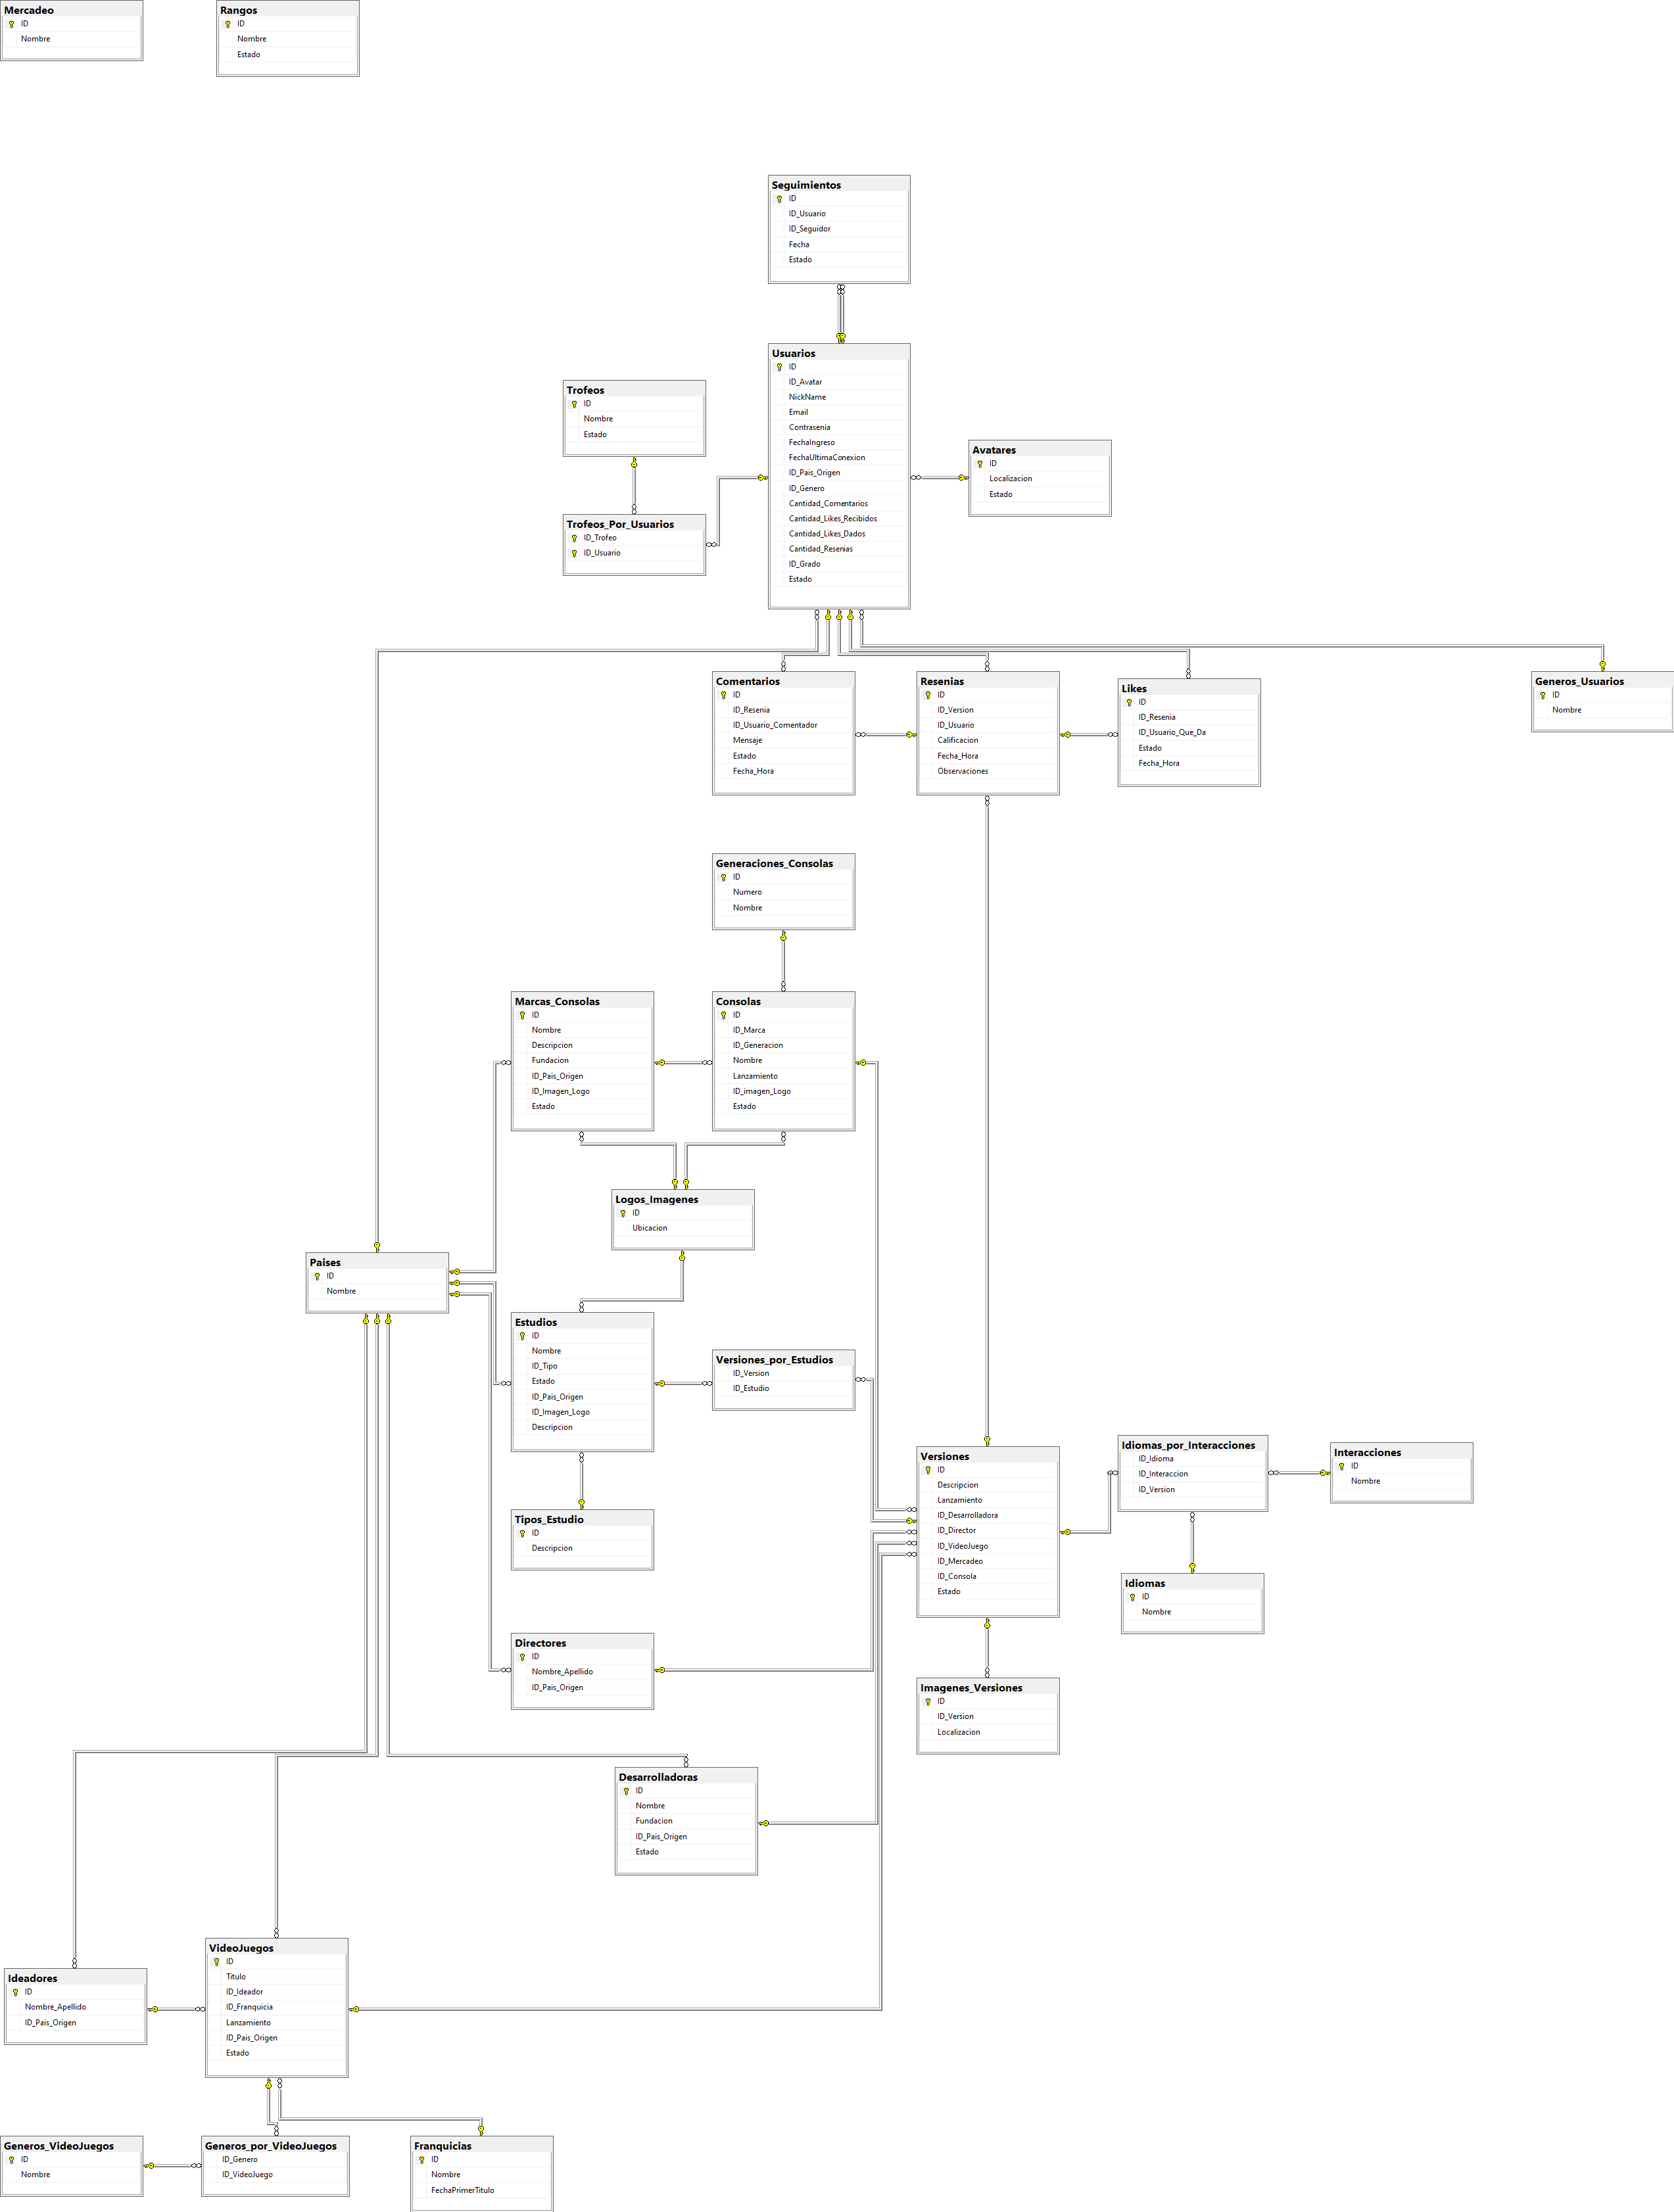 Mercadeo
ID
Nombre
Rangos
ID
Nombre
Estado
Seguimientos
ID
ID_Usuario
ID_Seguidor
Fecha
Estado
Usuarios
ID
ID_Avatar
NickName
Email
Contrasenia
FechaIngreso
FechaUltimaConexion
ID_Pais_Origen
ID_Genero
Cantidad_Comentarios
Cantidad_Likes_Recibidos
Cantidad_Likes_Dados
Cantidad_Resenias
ID_Grado
Estado
Trofeos
ID
Nombre
Estado
Avatares
ID
Localizacion
Estado
Trofeos_Por_Usuarios
ID_Trofeo
ID_Usuario
Comentarios
ID
ID_Resenia
ID_Usuario_Comentador
Mensaje
Estado
Fecha_Hora
Resenias
ID
ID_Version
ID_Usuario
Calificacion
Fecha_Hora
Observaciones
Likes
ID
ID_Resenia
ID_Usuario_Que_Da
Estado
Fecha_Hora
Generos_Usuarios
ID
Nombre
Generaciones_Consolas
ID
Numero
Nombre
Marcas_Consolas
ID
Nombre
Descripcion
Fundacion
ID_Pais_Origen
ID_Imagen_Logo
Estado
Consolas
ID
ID_Marca
ID_Generacion
Nombre
Lanzamiento
ID_imagen_Logo
Estado
Logos_Imagenes
ID
Ubicacion
Paises
ID
Nombre
Estudios
ID
Nombre
ID_Tipo
Estado
ID_Pais_Origen
ID_Imagen_Logo
Descripcion
Versiones_por_Estudios
ID_Version
ID_Estudio
Versiones
ID
Descripcion
Lanzamiento
ID_Desarrolladora
ID_Director
ID_VideoJuego
ID_Mercadeo
ID_Consola
Estado
Idiomas_por_Interacciones
ID_Idioma
ID_Interaccion
ID_Version
Interacciones
ID
Nombre
Tipos_Estudio
ID
Descripcion
Idiomas
ID
Nombre
Directores
ID
Nombre_Apellido
ID_Pais_Origen
Imagenes_Versiones
ID
ID_Version
Localizacion
Desarrolladoras
ID
Nombre
Fundacion
ID_Pais_Origen
Estado
VideoJuegos
ID
Titulo
ID_Ideador
ID_Franquicia
Lanzamiento
ID_Pais_Origen
Estado
Ideadores
ID
Nombre_Apellido
ID_Pais_Origen
Generos_VideoJuegos
ID
Nombre
Generos_por_VideoJuegos
ID_Genero
ID_VideoJuego
Franquicias
ID
Nombre
FechaPrimerTitulo